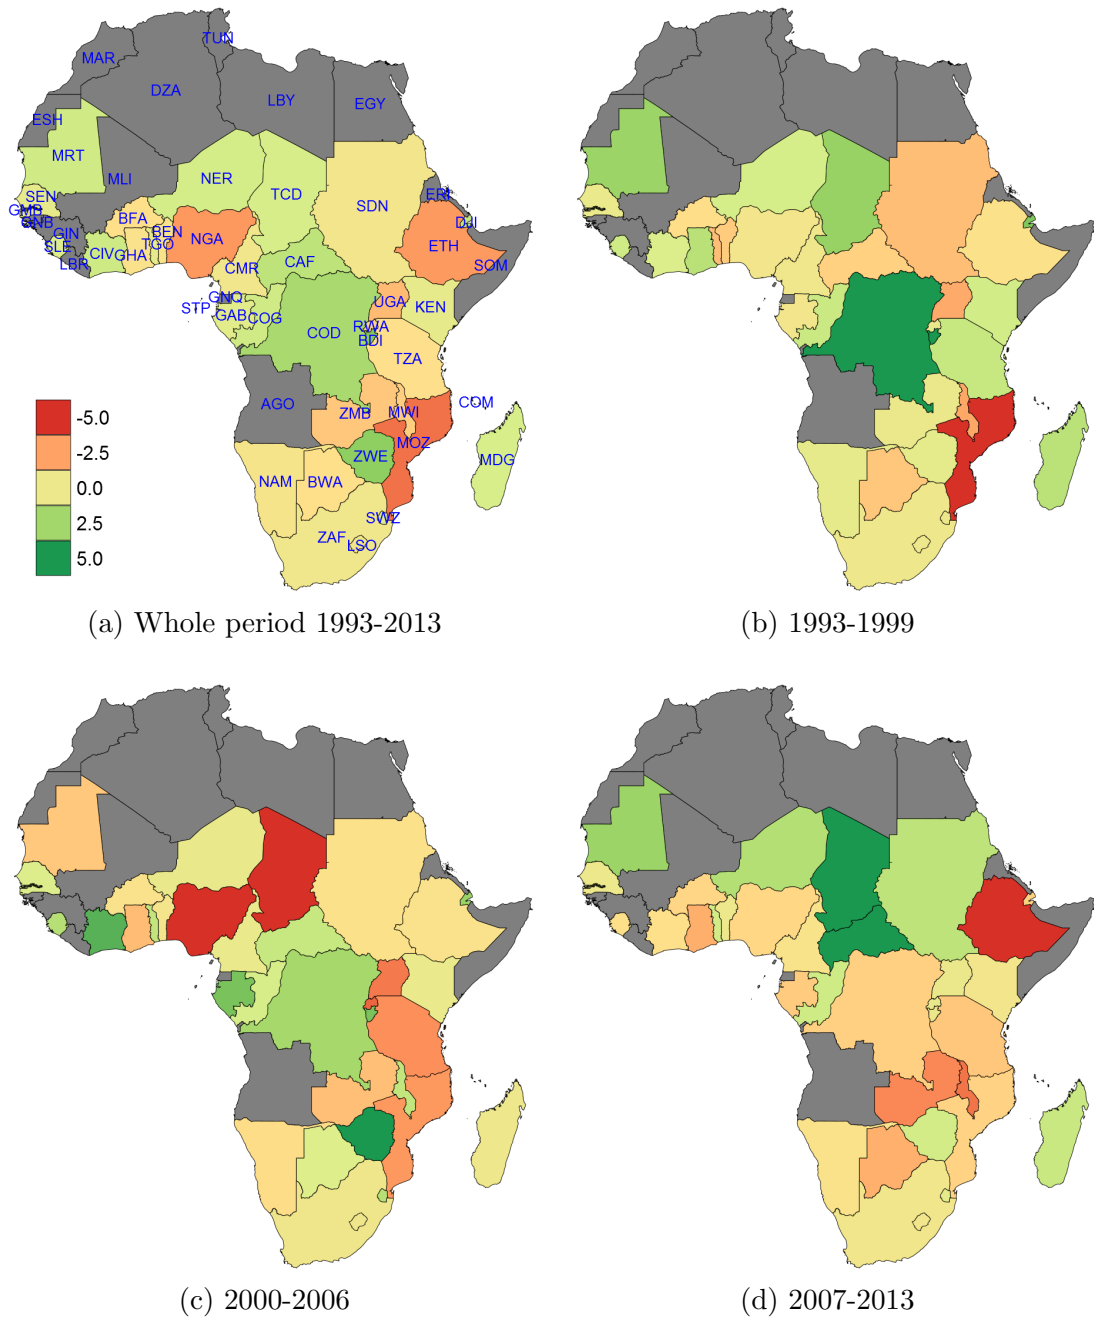 TUN
MAR
DZA
LBY
EGY
ESH
MRT
MLI
NER
TCD
SDN
ERI
SEN
GMB
GNB
GIN
BFA
BEN
NGA
DJI
ETH
SLE
CIV
GHA
TGO
LBR
CMR
CAF
SOM
GNQ
STP
GAB
COG
COD
UGA
KEN
RWA
BDI
TZA
AGO
ZMB
MWI
COM
MOZ
ZWE
MDG
NAM
BWA
SWZ
ZAF
LSO
-5.0
-2.5
0.0
2.5
5.0
(a) Whole period 1993-2013
(b) 1993-1999
(c) 2000-2006
(d) 2007-2013